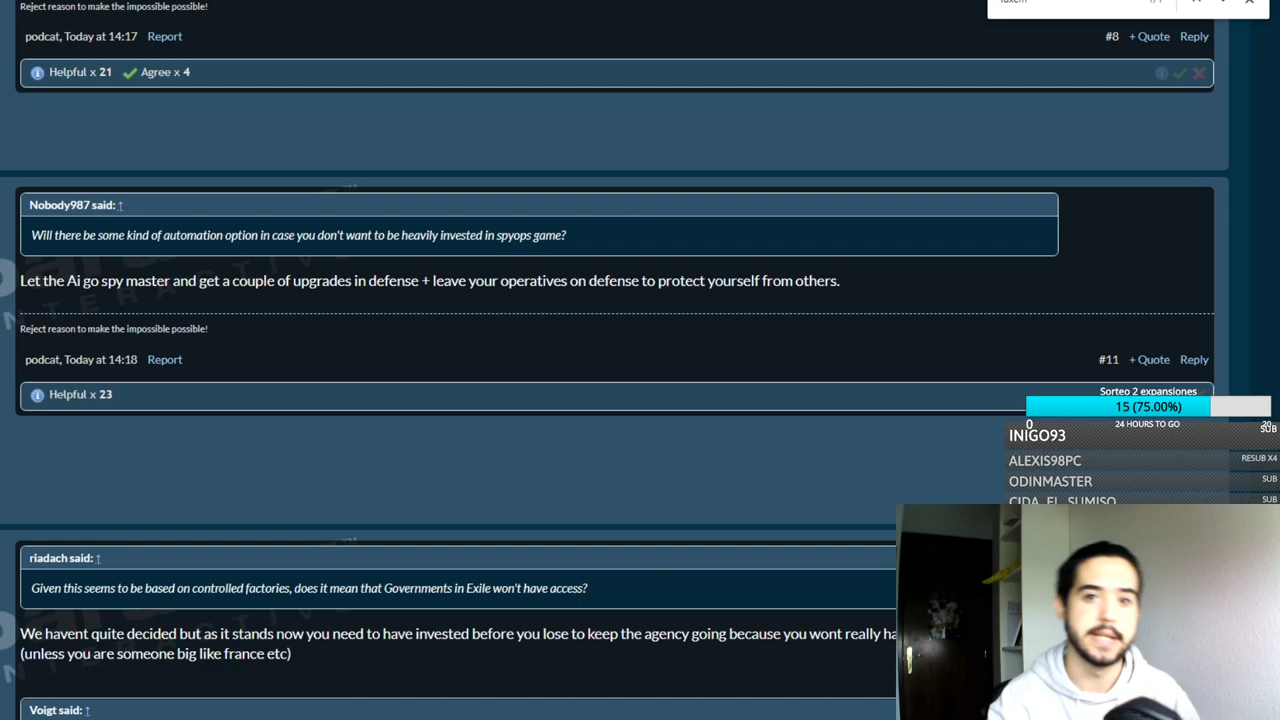 Reject reason to make the impossible possible!
podcat, Today at 14:17 Report #8 + Quote Reply
Helpful x 21 Agree x 4
Nobody987 said: ↑
Will there be some kind of automation option in case you don't want to be heavily invested in spyops game?
Let the Ai go spy master and get a couple of upgrades in defense + leave your operatives on defense to protect yourself from others.
Reject reason to make the impossible possible!
podcat, Today at 14:18 Report #11 + Quote Reply
Helpful x 23
Sorteo 2 expansiones
15 (75.00%)
0 24 HOURS TO GO 20
INIGO93 SUB
ALEXIS98PC RESUB X4
ODINMASTER SUB
CIDA_EL_SUMISO SUB
riadach said: ↑
Given this seems to be based on controlled factories, does it mean that Governments in Exile won't have access?
We havent quite decided but as it stands now you need to have invested before you lose to keep the agency going because you wont really
(unless you are someone big like france etc)
Voigt said: ↑